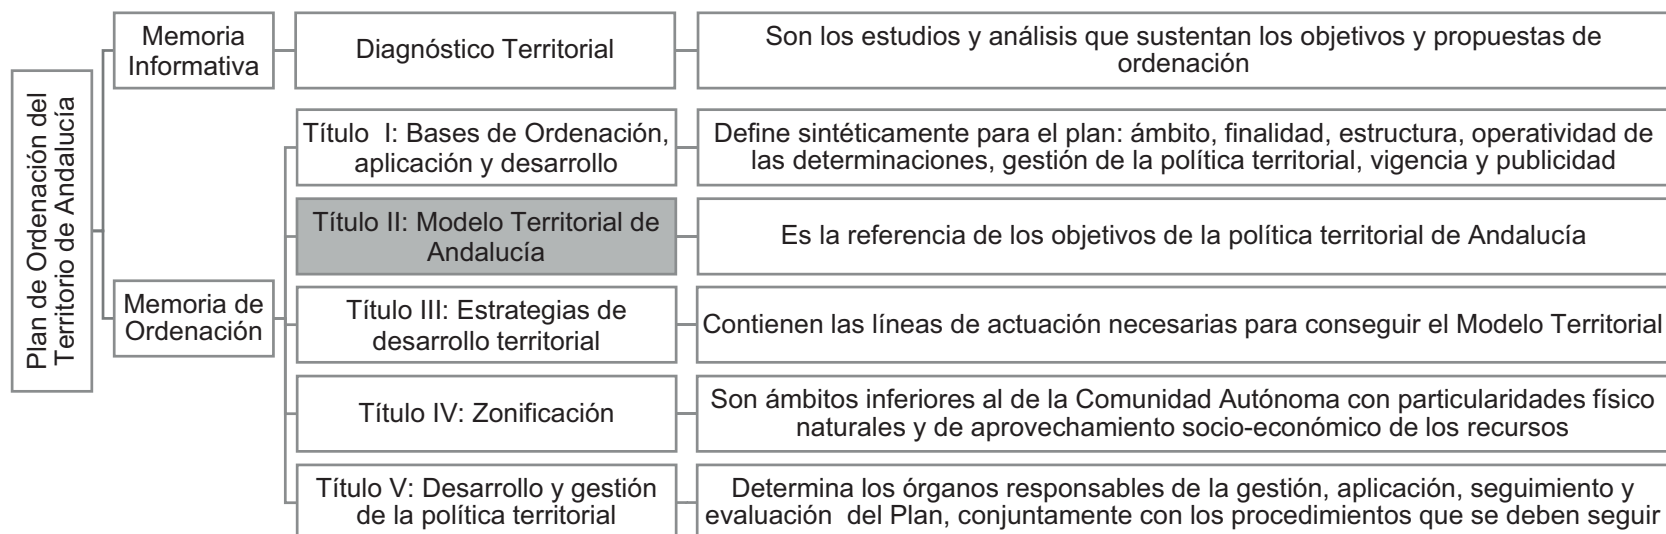 Plan de Ordenación del
Territorio de Andalucía
Memoria
Informativa
Diagnóstico Territorial
Son los estudios y análisis que sustentan los objetivos y propuestas de
ordenación
Memoria de
Ordenación
Título I: Bases de Ordenación,
aplicación y desarrollo
Define sintéticamente para el plan: ámbito, finalidad, estructura, operatividad de
las determinaciones, gestión de la política territorial, vigencia y publicidad
Título II: Modelo Territorial de
Andalucía
Es la referencia de los objetivos de la política territorial de Andalucía
Título III: Estrategias de
desarrollo territorial
Contienen las líneas de actuación necesarias para conseguir el Modelo Territorial
Título IV: Zonificación
Son ámbitos inferiores al de la Comunidad Autónoma con particularidades físico
naturales y de aprovechamiento socio-económico de los recursos
Título V: Desarrollo y gestión
de la política territorial
Determina los órganos responsables de la gestión, aplicación, seguimiento y
evaluación del Plan, conjuntamente con los procedimientos que se deben seguir